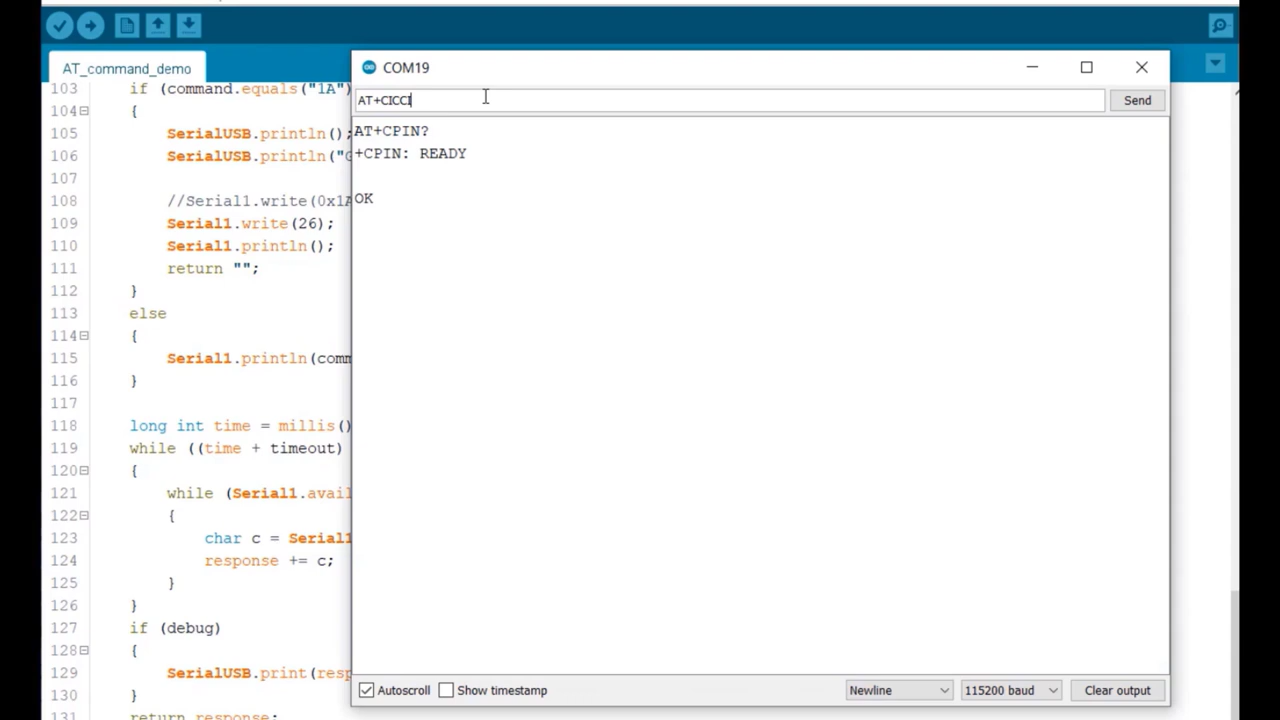 AT_command_demo
COM19
AT+CICCI
Send
AT+CPIN?
+CPIN: READY
OK
103 if (command.equals("1A")
104 {
105 SerialUSB.println();
106 SerialUSB.println("
107
108 //Serial1.write(0x1A
109 Serial1.write(26);
110 Serial1.println();
111 return "";
112 }
113 else
114 {
115 Serial1.println(comm
116 }
117
118 long int time = millis()
119 while ((time + timeout)
120 {
121 while (Serial1.avail
122 {
123 char c = Serial1
124 response += c;
125 }
126 }
127 if (debug)
128 {
129 SerialUSB.print(resp
130 }
131 return response;
Autoscroll
Show timestamp
Newline
115200 baud
Clear output